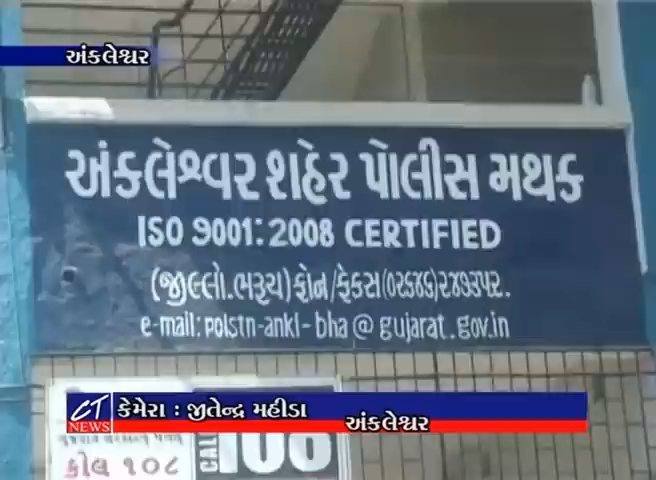 અંકલેશ્વર
અંકલેશ્વર શહેર પોલીસ મથક
ISO 9001:2008 CERTIFIED
(જીલ્લો.ભરૂચ) ફોન/ફેકસ(૦૨૬૪૬)૨૪૭૩૫૨.
e-mail: polstn-ankl-bha@gujarat.gov.in
CT NEWS
કેમેરા : જીતેન્દ્ર મહીડા
અંકલેશ્વર
કોલ ૧૦૮
CALL 108